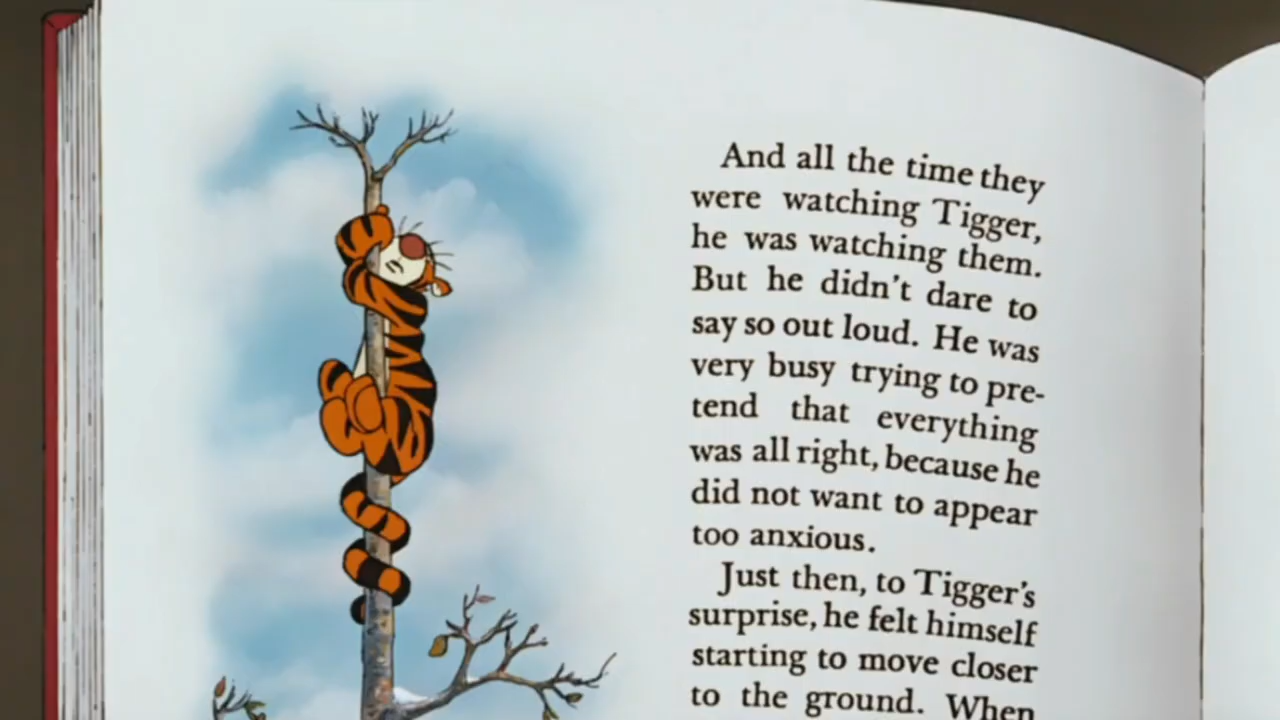 And all the time they
were watching Tigger,
he was watching them.
But he didn't dare to
say so out loud. He was
very busy trying to pre-
tend that everything
was all right, because he
did not want to appear
too anxious.
Just then, to Tigger's
surprise, he felt himself
starting to move closer
to the ground. When